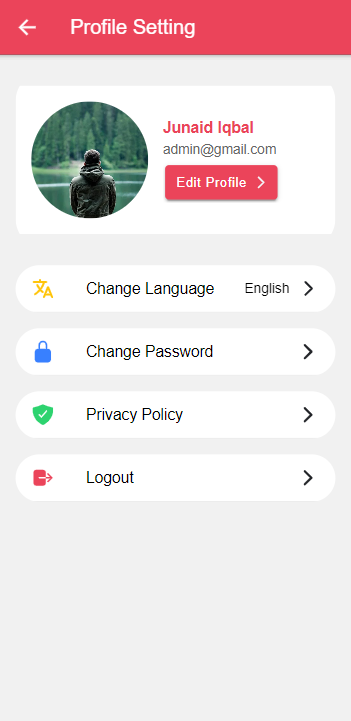 Profile Setting
Junaid Iqbal
admin@gmail.com
Edit Profile
Change Language English
Change Password
Privacy Policy
Logout